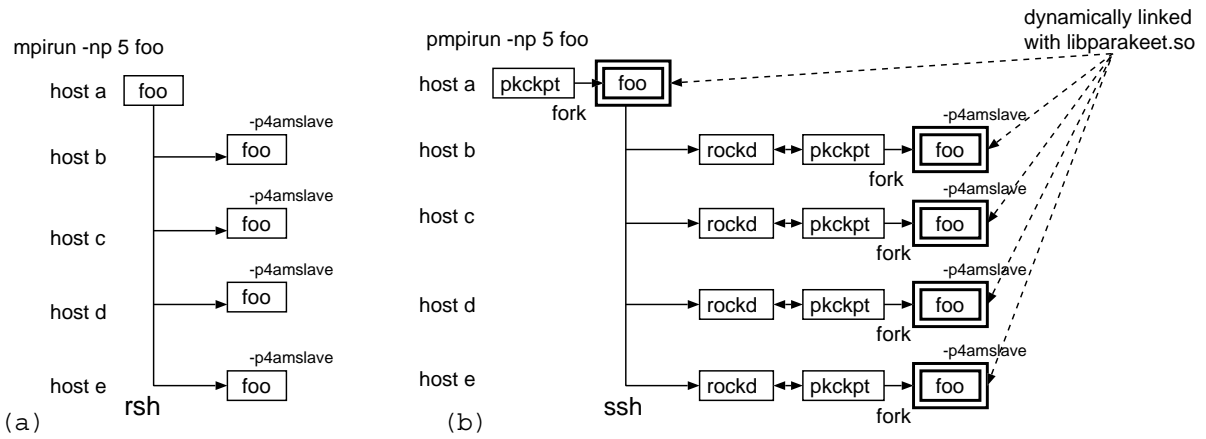 mpirun -np 5 foo
host a
foo
-p4amslave
host b
foo
-p4amslave
host c
foo
-p4amslave
host d
foo
-p4amslave
host e
foo
rsh
(a)
pmpirun -np 5 foo
dynamically linked
with libparakeet.so
host a
pkckpt
foo
fork
-p4amslave
host b
rockd
pkckpt
foo
fork
-p4amslave
host c
rockd
pkckpt
foo
fork
-p4amslave
host d
rockd
pkckpt
foo
fork
-p4amslave
host e
rockd
pkckpt
foo
fork
ssh
(b)